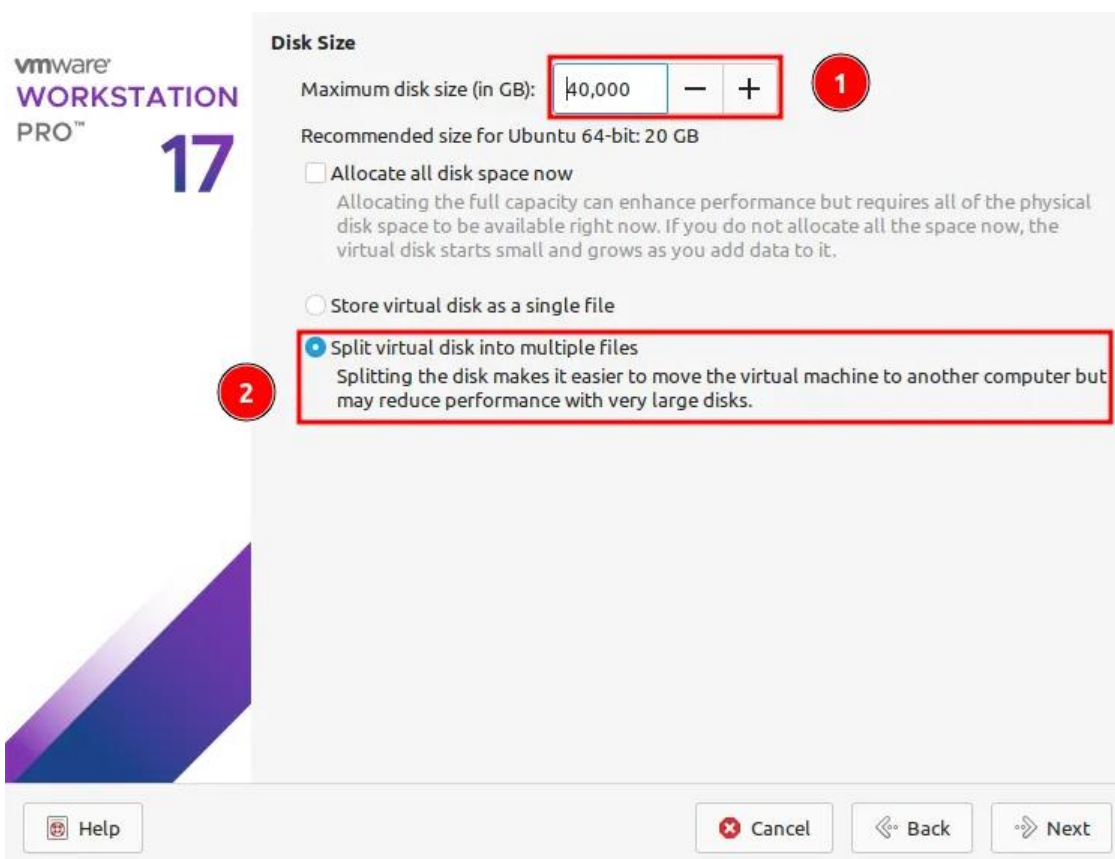 vmware
WORKSTATION
PRO™
17
Disk Size
Maximum disk size (in GB): 40,000 − + 1
Recommended size for Ubuntu 64-bit: 20 GB
Allocate all disk space now
Allocating the full capacity can enhance performance but requires all of the physical
disk space to be available right now. If you do not allocate all the space now, the
virtual disk starts small and grows as you add data to it.
Store virtual disk as a single file
Split virtual disk into multiple files
2 Splitting the disk makes it easier to move the virtual machine to another computer but
may reduce performance with very large disks.
Help Cancel Back Next